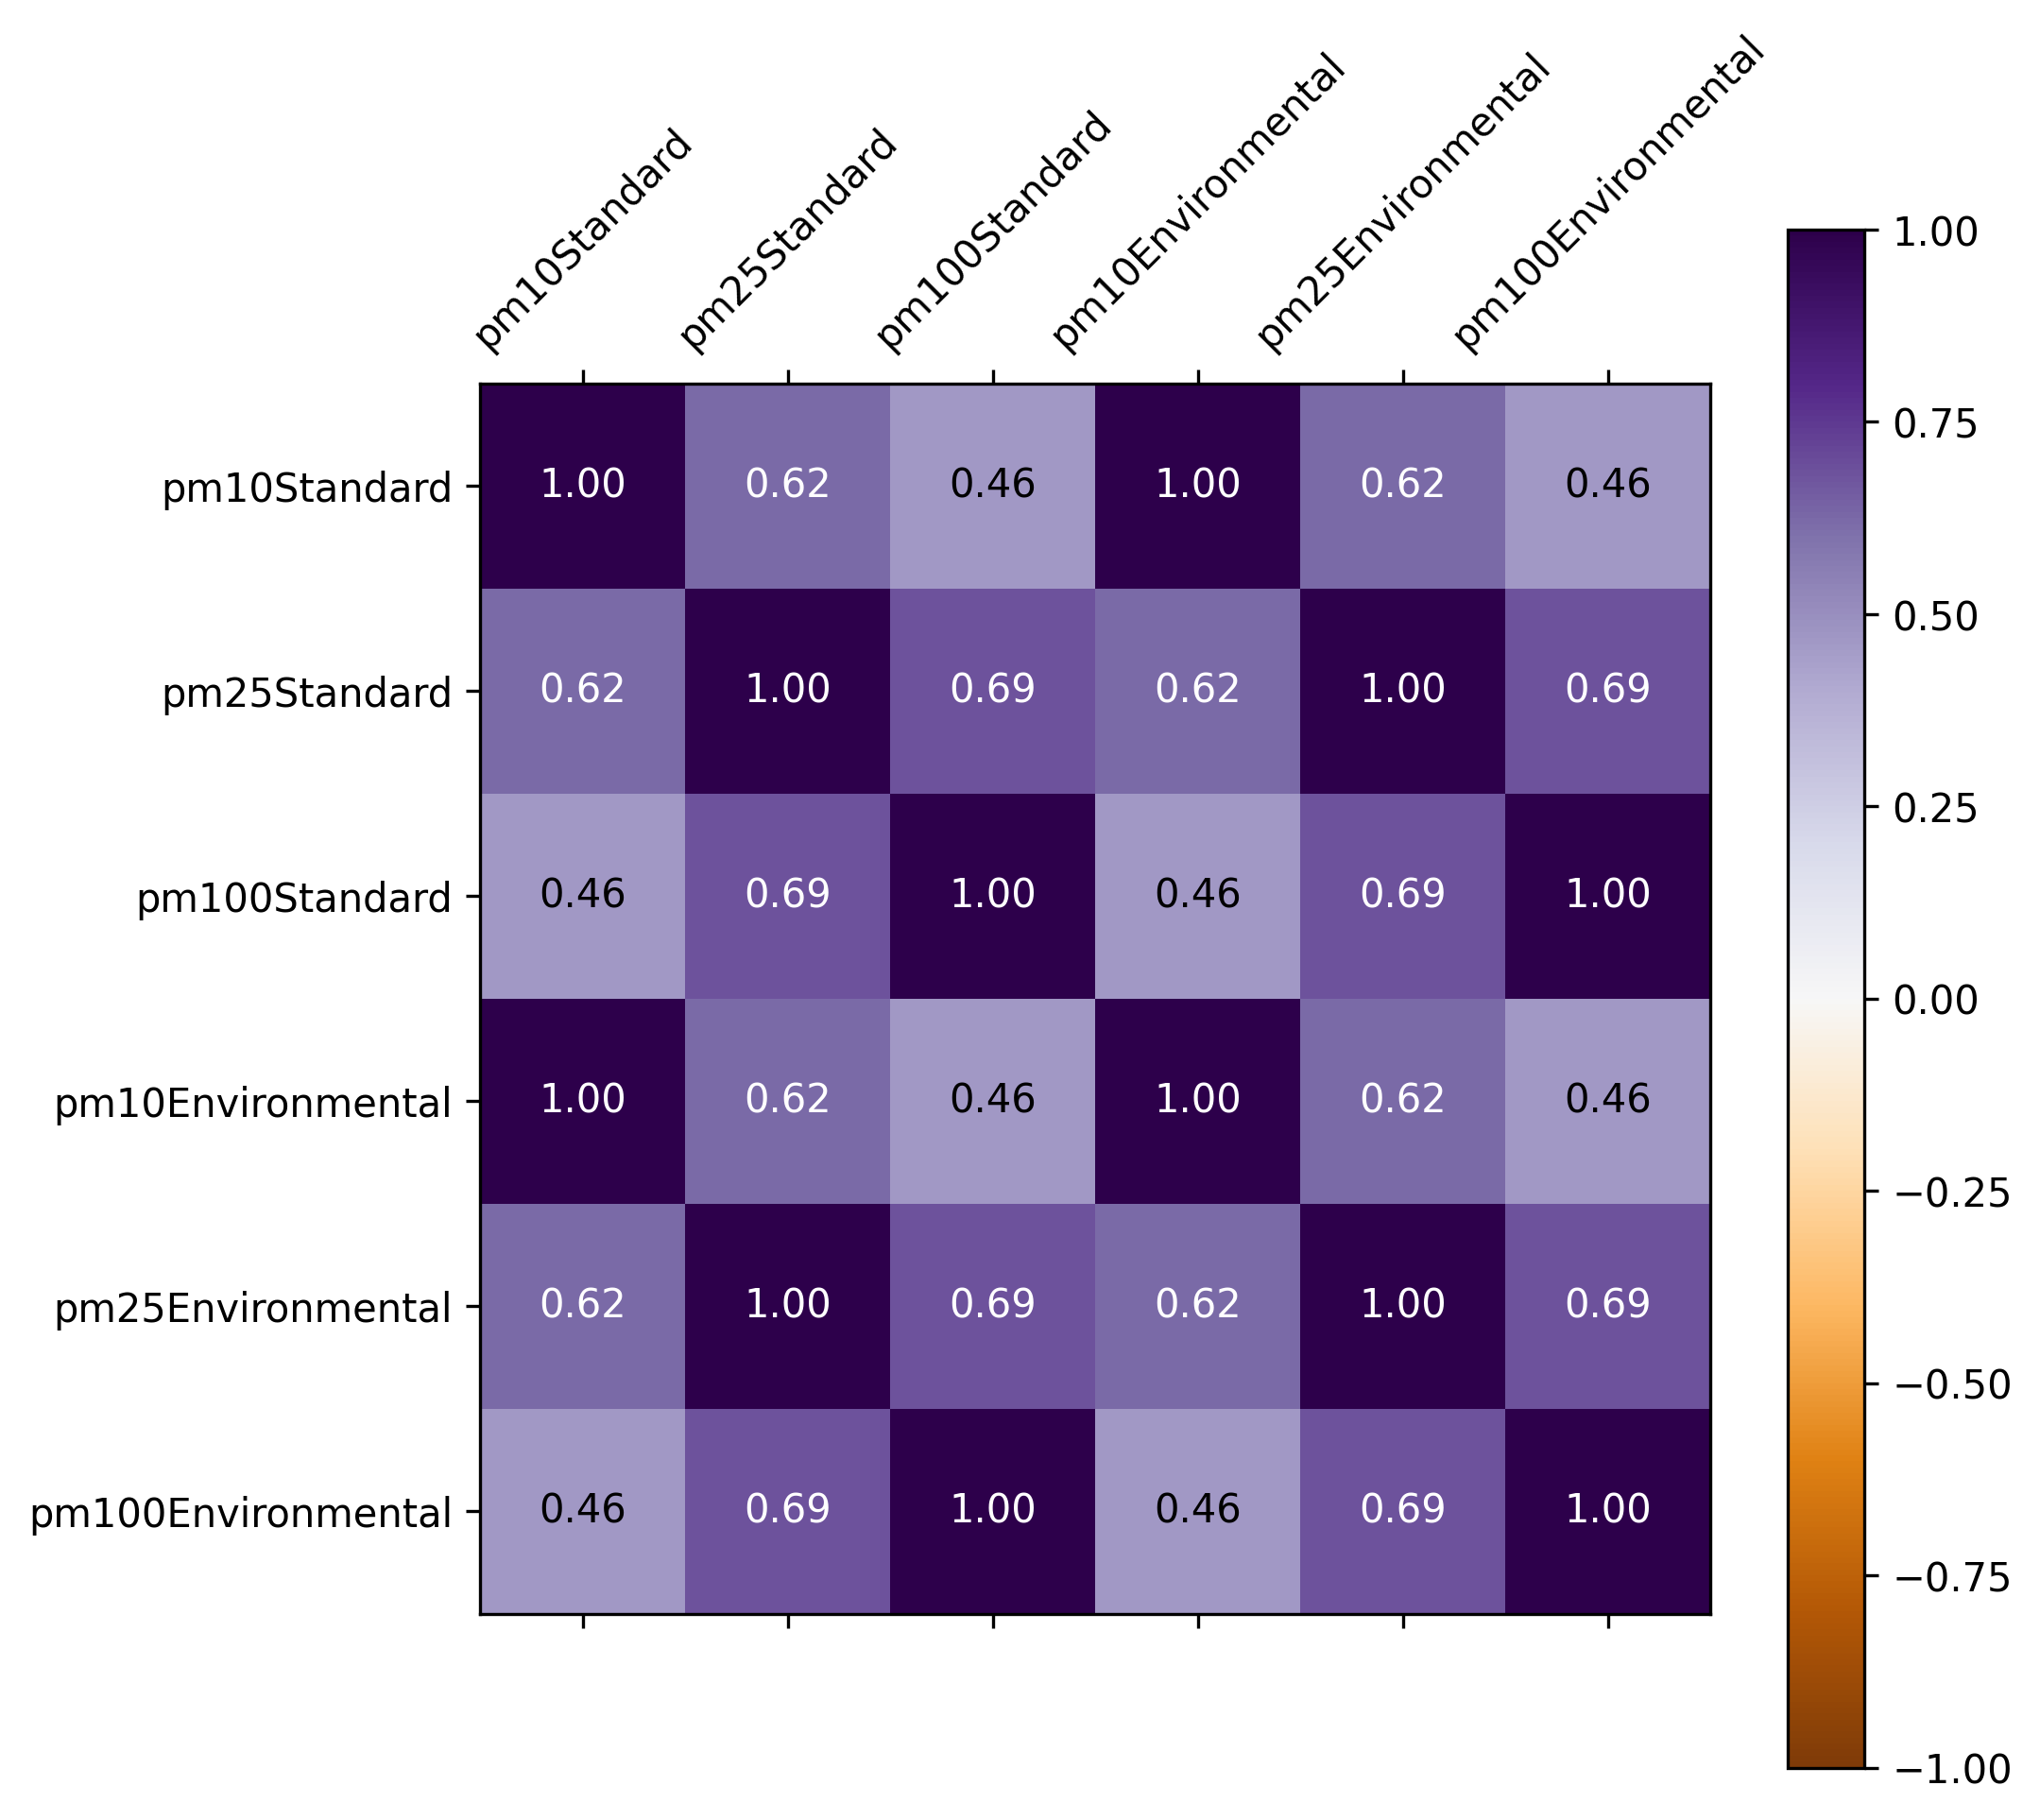 pm10Standard
pm25Standard
pm100Standard
pm10Environmental
pm25Environmental
pm100Environmental
pm10Standard 1.00 0.62 0.46 1.00 0.62 0.46
pm25Standard 0.62 1.00 0.69 0.62 1.00 0.69
pm100Standard 0.46 0.69 1.00 0.46 0.69 1.00
pm10Environmental 1.00 0.62 0.46 1.00 0.62 0.46
pm25Environmental 0.62 1.00 0.69 0.62 1.00 0.69
pm100Environmental 0.46 0.69 1.00 0.46 0.69 1.00
1.00
0.75
0.50
0.25
0.00
−0.25
−0.50
−0.75
−1.00